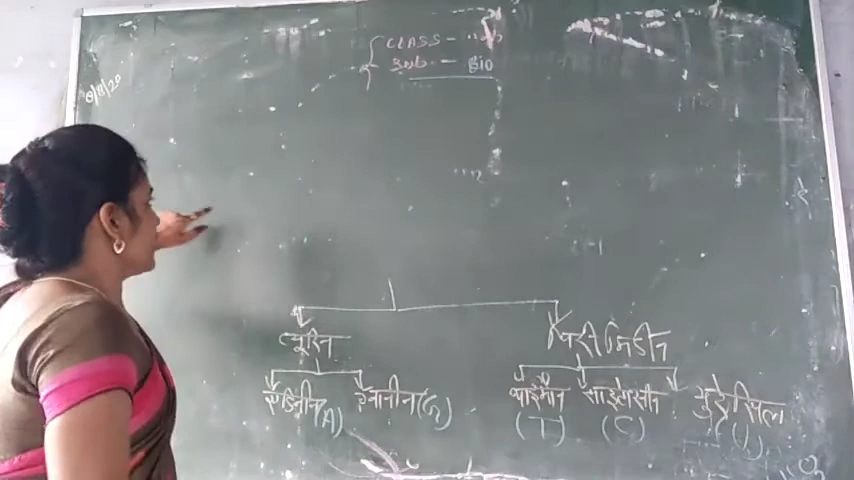 CLASS -
Sub - BIO
प्यूरिन पिरीमिडीन
एडिनीन(A) ग्वानीन(G) थाइमीन साइटोसीन यूरेसिल
(T) (C) (U)